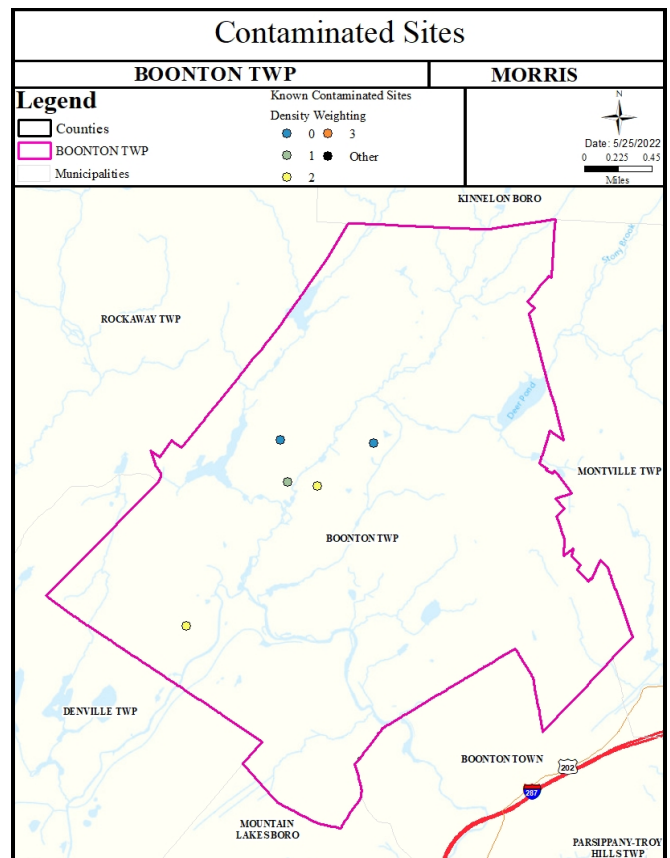 Contaminated Sites
BOONTON TWP
MORRIS
Legend
Counties
BOONTON TWP
Municipalities
Known Contaminated Sites
Density Weighting
0
3
1
Other
2
N
Date: 5/25/2022
0 0.225 0.45
Miles
KINNELON BORO
Stony Brook
ROCKAWAY TWP
Deer Pond
MONTVILLE TWP
BOONTON TWP
DENVILLE TWP
BOONTON TOWN
202
287
MOUNTAIN
LAKES BORO
PARSIPPANY-TROY
HILLS TWP